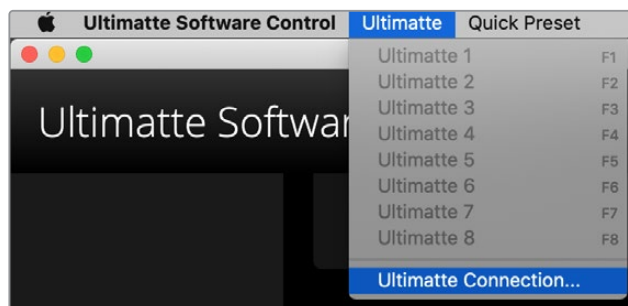 Ultimatte Software Control Ultimatte Quick Preset
Ultimatte Softwar
Ultimatte 1 F1
Ultimatte 2 F2
Ultimatte 3 F3
Ultimatte 4 F4
Ultimatte 5 F5
Ultimatte 6 F6
Ultimatte 7 F7
Ultimatte 8 F8
Ultimatte Connection...